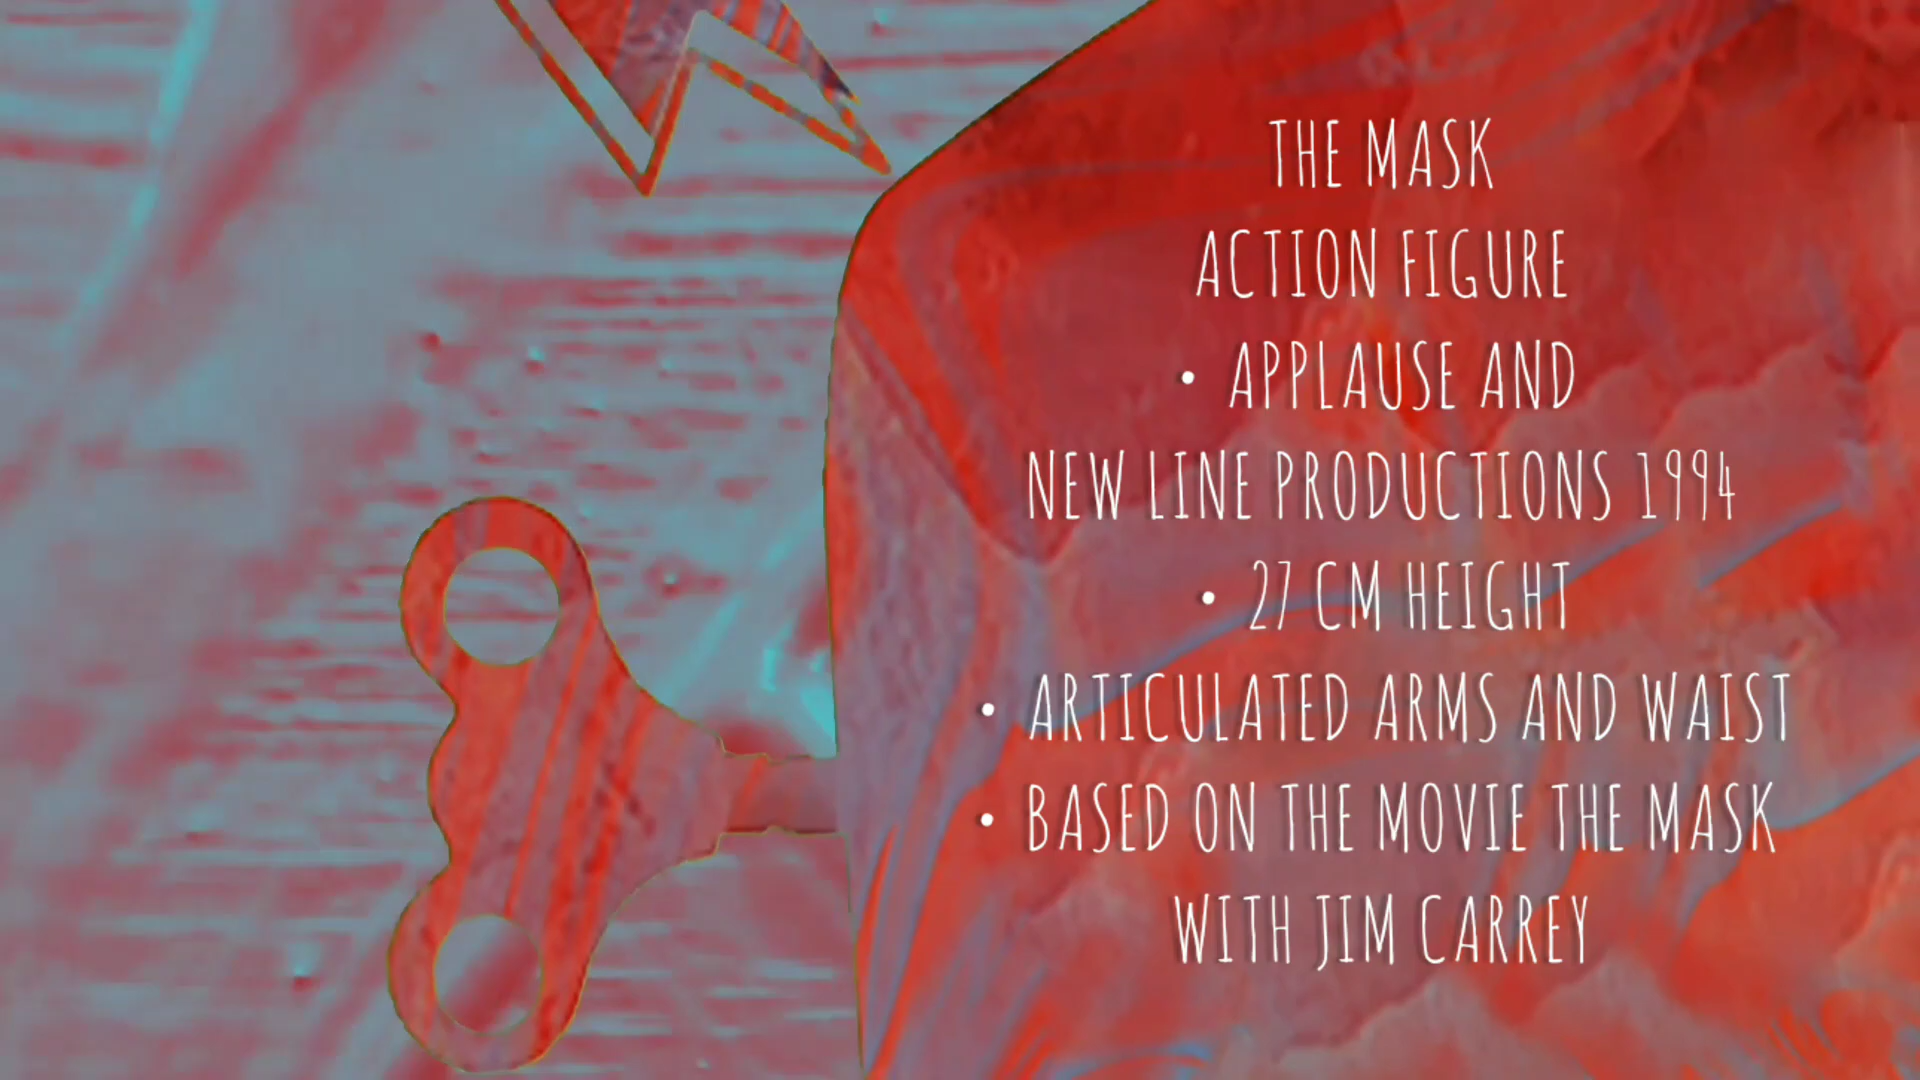 THE MASK
ACTION FIGURE
• APPLAUSE AND
NEW LINE PRODUCTIONS 1994
• 27 CM HEIGHT
• ARTICULATED ARMS AND WAIST
• BASED ON THE MOVIE THE MASK
WITH JIM CARREY